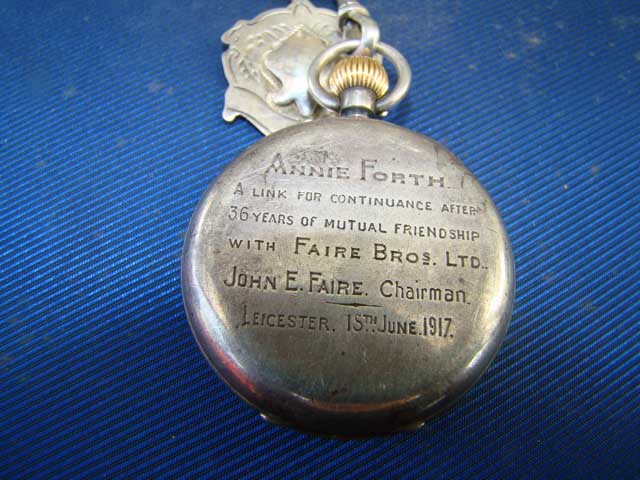 ANNIE FORTH.
A LINK FOR CONTINUANCE AFTER
36 YEARS OF MUTUAL FRIENDSHIP
WITH FAIRE BROS. LTD.
JOHN E. FAIRE. Chairman.
LEICESTER. 15TH JUNE. 1917.